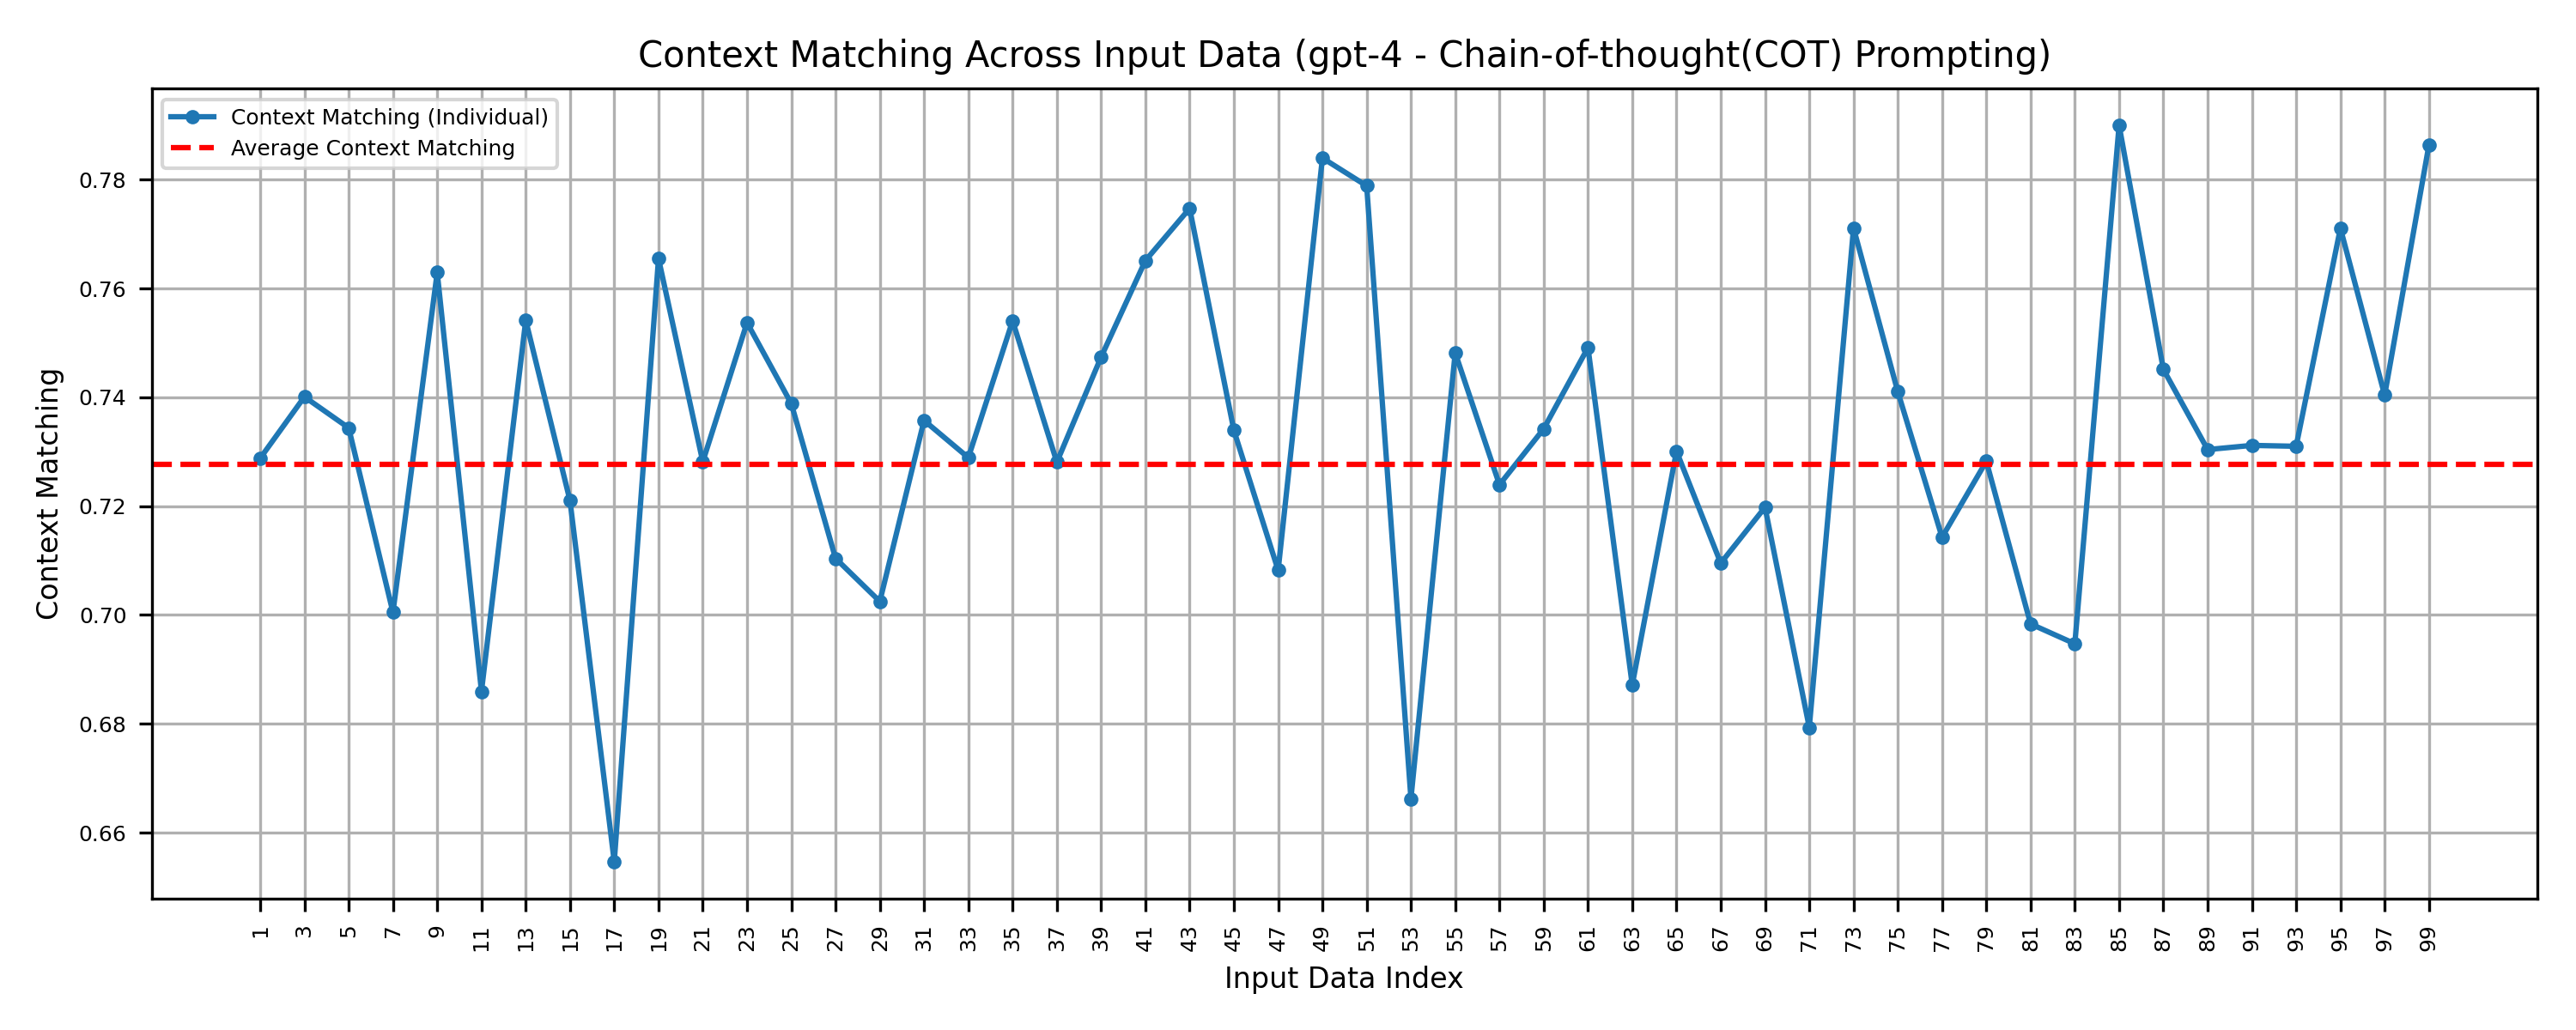 Context Matching Across Input Data (gpt-4 - Chain-of-thought(COT) Prompting)
Context Matching (Individual)
Average Context Matching
Context Matching
0.78
0.76
0.74
0.72
0.70
0.68
0.66
1 3 5 7 9 11 13 15 17 19 21 23 25 27 29 31 33 35 37 39 41 43 45 47 49 51 53 55 57 59 61 63 65 67 69 71 73 75 77 79 81 83 85 87 89 91 93 95 97 99
Input Data Index